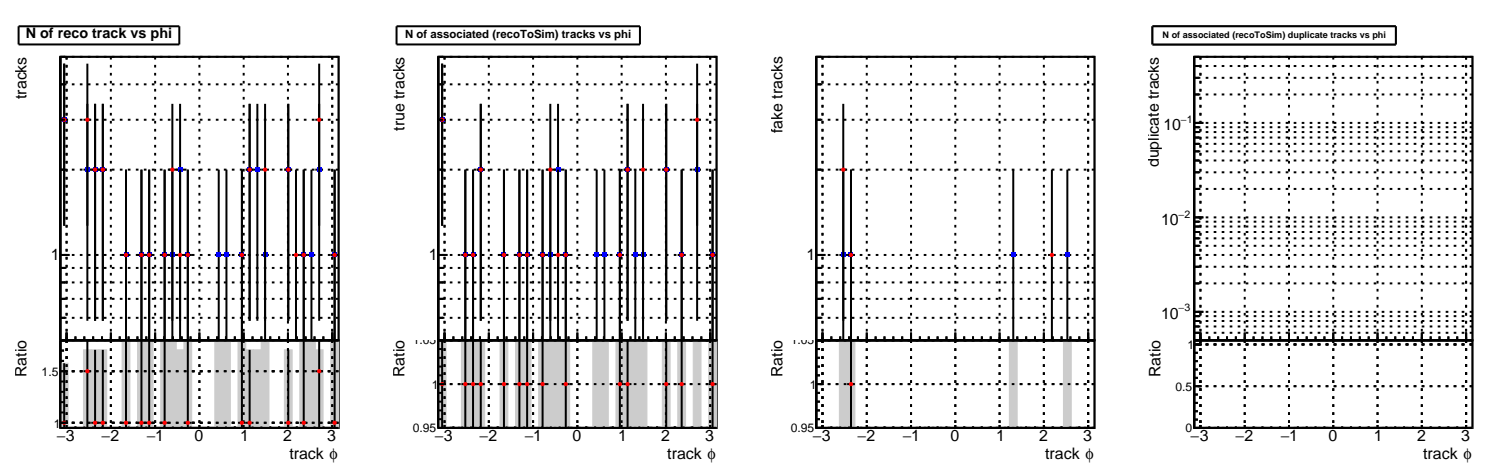 N of reco track vs phi
tracks
1
Ratio
1.5
1
−3 −2 −1 0 1 2 3
track ϕ
N of associated (recoToSim) tracks vs phi
true tracks
1
Ratio
1.05
1
0.95
−3 −2 −1 0 1 2 3
track ϕ
fake tracks
1
Ratio
1.05
1
0.95
−3 −2 −1 0 1 2 3
track ϕ
N of associated (recoToSim) duplicate tracks vs phi
duplicate tracks
10⁻¹
10⁻²
10⁻³
Ratio
1
0.5
0
−3 −2 −1 0 1 2 3
track ϕ